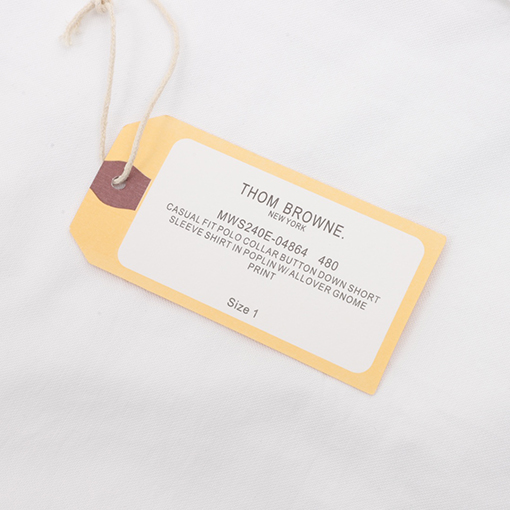 THOM BROWNE.
NEW YORK
MWS240E-04864 480
CASUAL FIT POLO COLLAR BUTTON DOWN SHORT
SLEEVE SHIRT IN POPLIN W/ ALLOVER GNOME
PRINT
Size 1